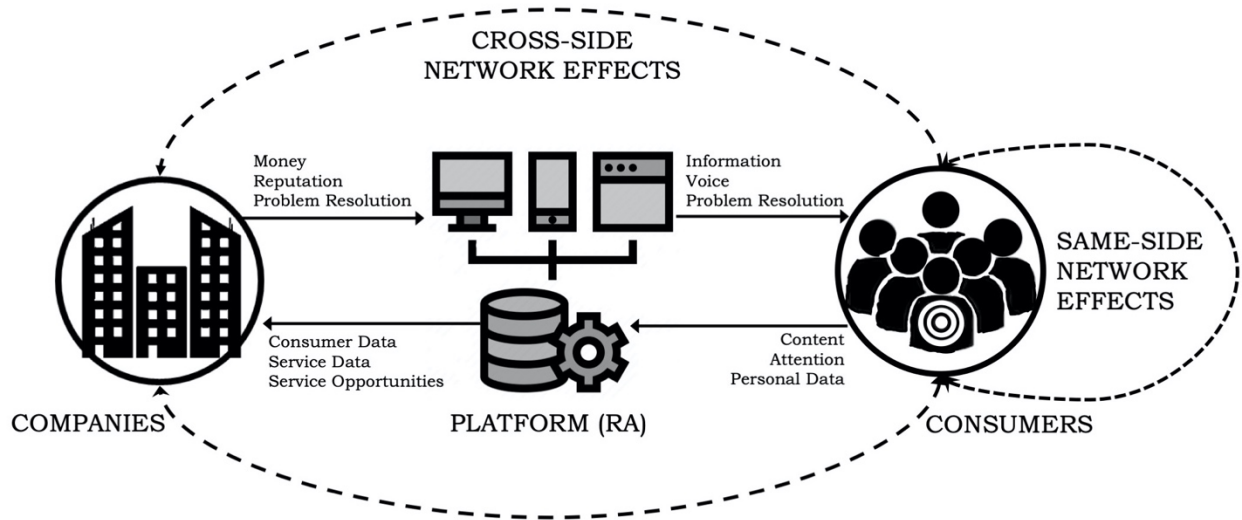 CROSS-SIDE
NETWORK EFFECTS
Money
Reputation
Problem Resolution
Information
Voice
Problem Resolution
SAME-SIDE
NETWORK
EFFECTS
Consumer Data
Service Data
Service Opportunities
Content
Attention
Personal Data
COMPANIES
PLATFORM (RA)
CONSUMERS